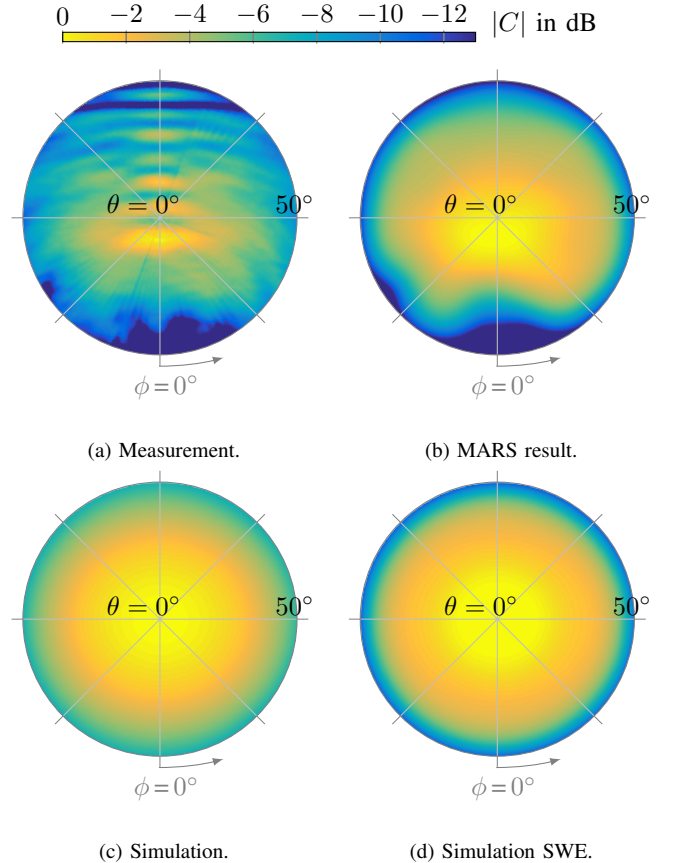 0 −2 −4 −6 −8 −10 −12 |C| in dB
θ = 0° 50° θ = 0° 50°
ϕ = 0° ϕ = 0°
(a) Measurement. (b) MARS result.
θ = 0° 50° θ = 0° 50°
ϕ = 0° ϕ = 0°
(c) Simulation. (d) Simulation SWE.